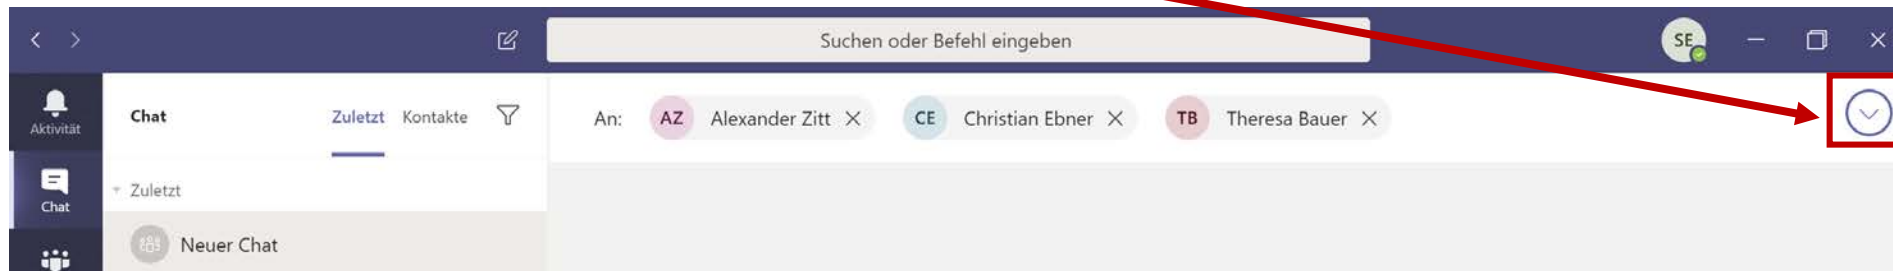 Suchen oder Befehl eingeben
SE
Aktivität
Chat
Zuletzt Kontakte
An: AZ Alexander Zitt CE Christian Ebner TB Theresa Bauer
Chat
Zuletzt
Neuer Chat